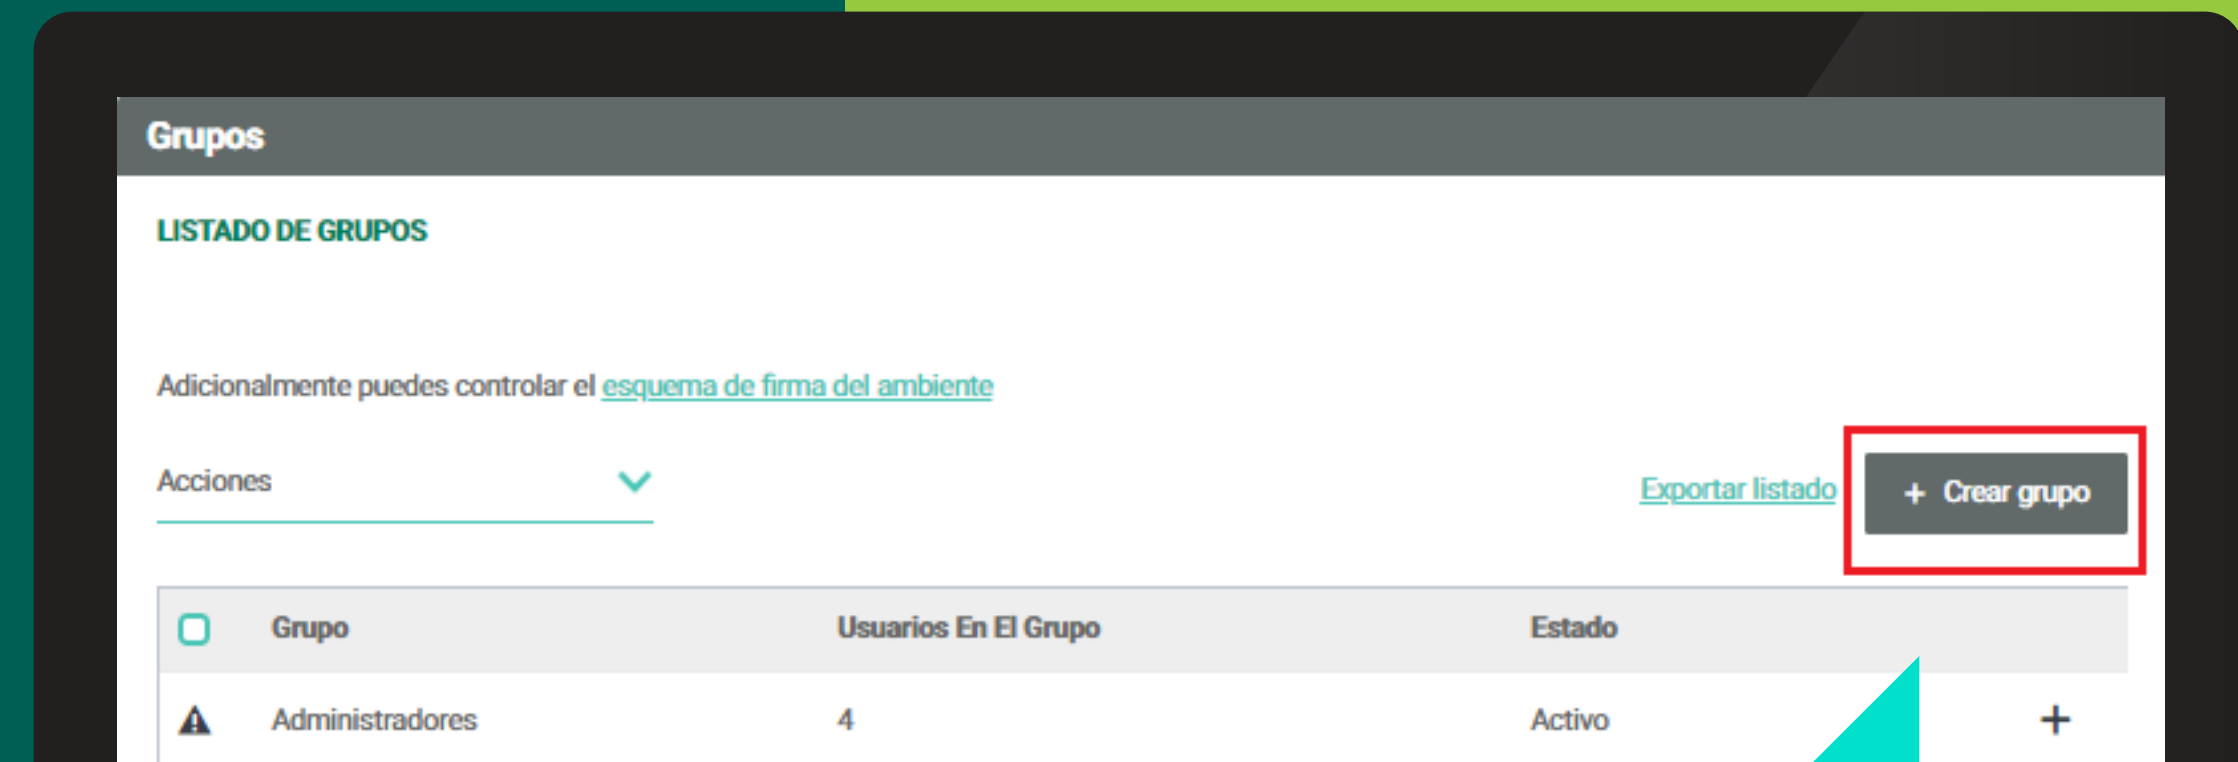 Grupos
LISTADO DE GRUPOS
Adicionalmente puedes controlar el esquema de firma del ambiente
Acciones
Exportar listado
+ Crear grupo
Grupo Usuarios En El Grupo Estado
Administradores 4 Activo +